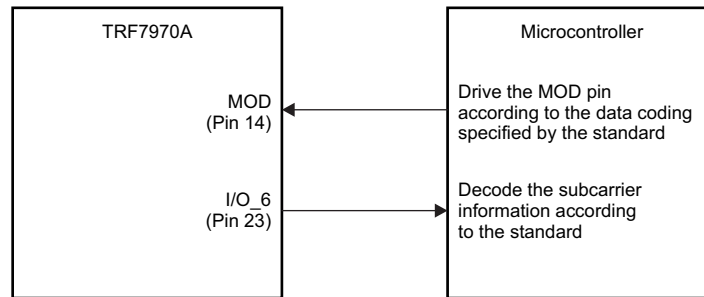 TRF7970A
Microcontroller
MOD
(Pin 14)
Drive the MOD pin
according to the data coding
specified by the standard
I/O_6
(Pin 23)
Decode the subcarrier
information according
to the standard